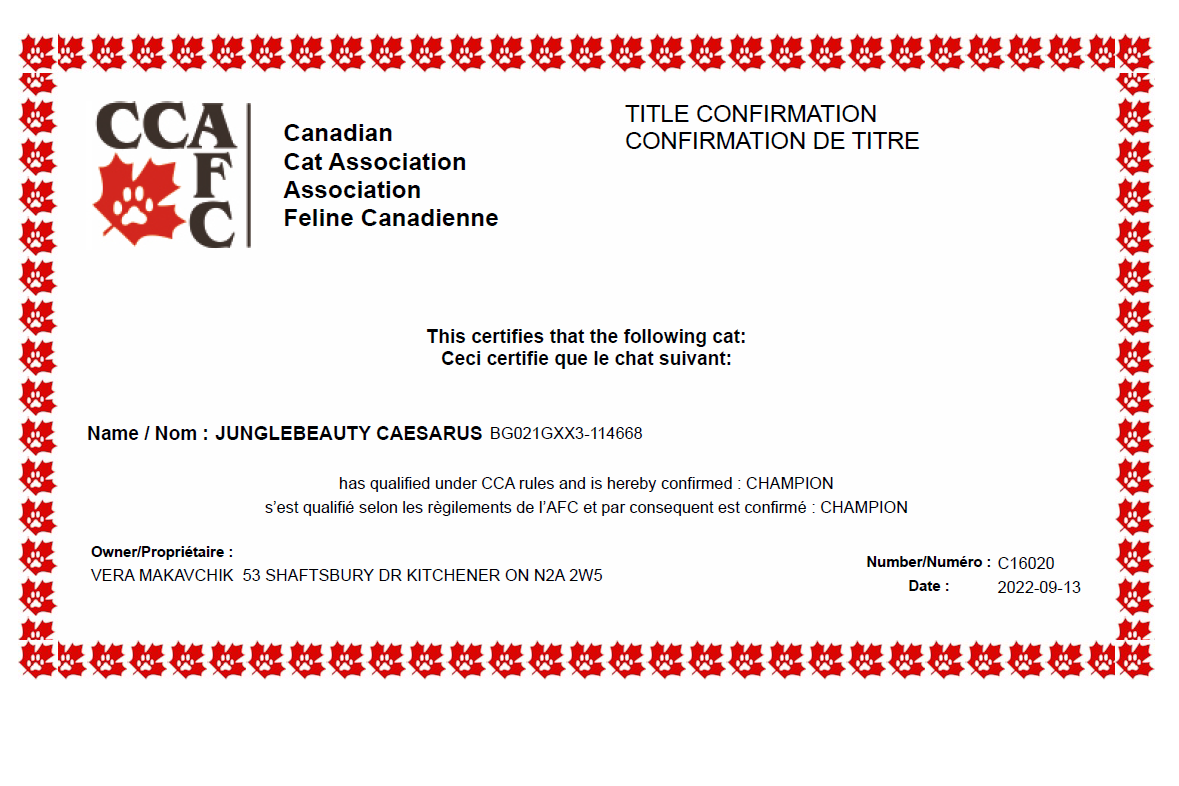 CCA
F
C
Canadian
Cat Association
Association
Feline Canadienne
TITLE CONFIRMATION
CONFIRMATION DE TITRE
This certifies that the following cat:
Ceci certifie que le chat suivant:
Name / Nom : JUNGLEBEAUTY CAESARUS BG021GXX3-114668
has qualified under CCA rules and is hereby confirmed : CHAMPION
s'est qualifié selon les règilements de l'AFC et par consequent est confirmé : CHAMPION
Owner/Propriétaire :
VERA MAKAVCHIK 53 SHAFTSBURY DR KITCHENER ON N2A 2W5
Number/Numéro : C16020
Date : 2022-09-13